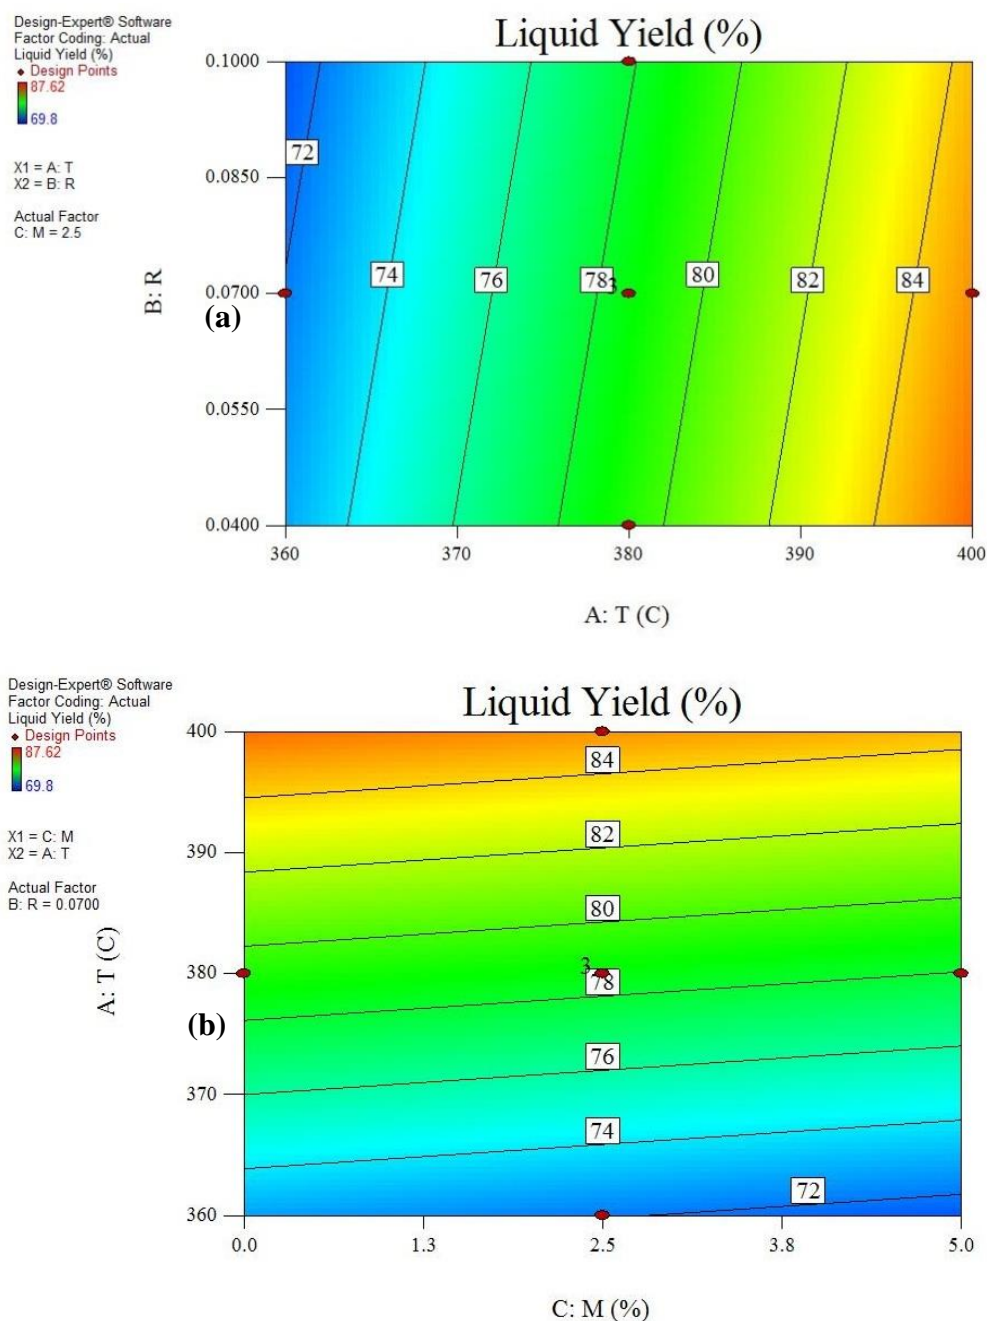 Design-Expert® Software
Factor Coding: Actual
Liquid Yield (%)
Design Points
87.62
69.8
X1 = A: T
X2 = B: R
Actual Factor
C: M = 2.5
Liquid Yield (%)
0.1000
0.0850
0.0700
0.0550
0.0400
B: R
(a)
72
74
76
78
3
80
82
84
360
370
380
390
400
A: T (C)
Design-Expert® Software
Factor Coding: Actual
Liquid Yield (%)
Design Points
87.62
69.8
X1 = C: M
X2 = A: T
Actual Factor
B: R = 0.0700
Liquid Yield (%)
400
390
380
370
360
A: T (C)
(b)
84
82
80
3
78
76
74
72
0.0
1.3
2.5
3.8
5.0
C: M (%)